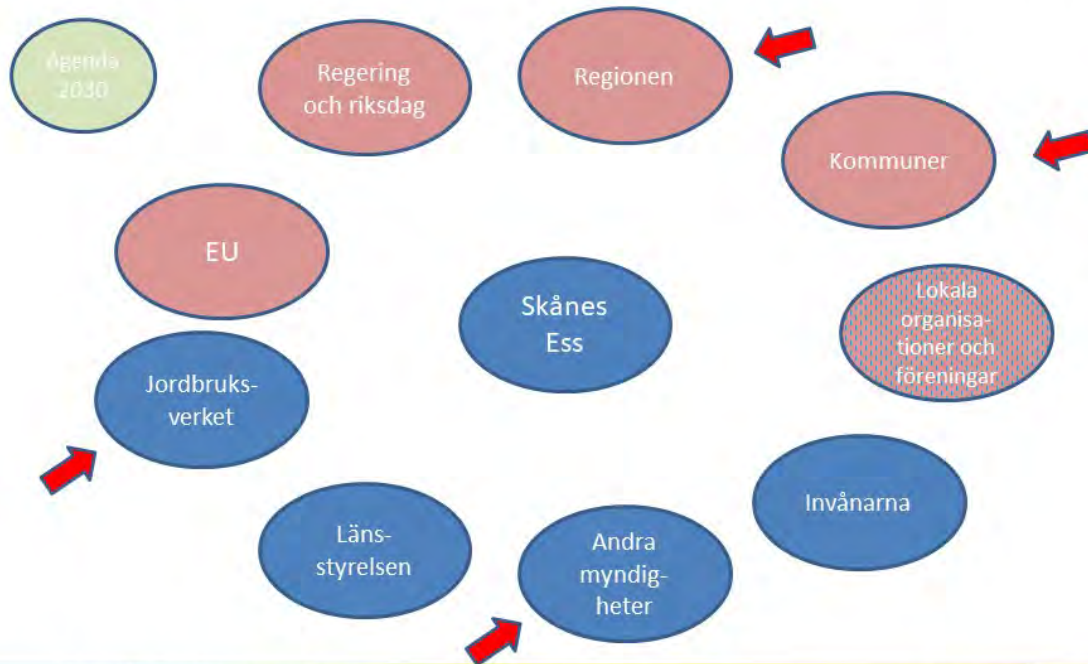 Agenda
2030
Regering
och riksdag
Regionen
Kommuner
EU
Skånes
Ess
Lokala
organisa-
tioner och
föreningar
Jordbruks-
verket
Invånarna
Läns-
styrelsen
Andra
myndig-
heter